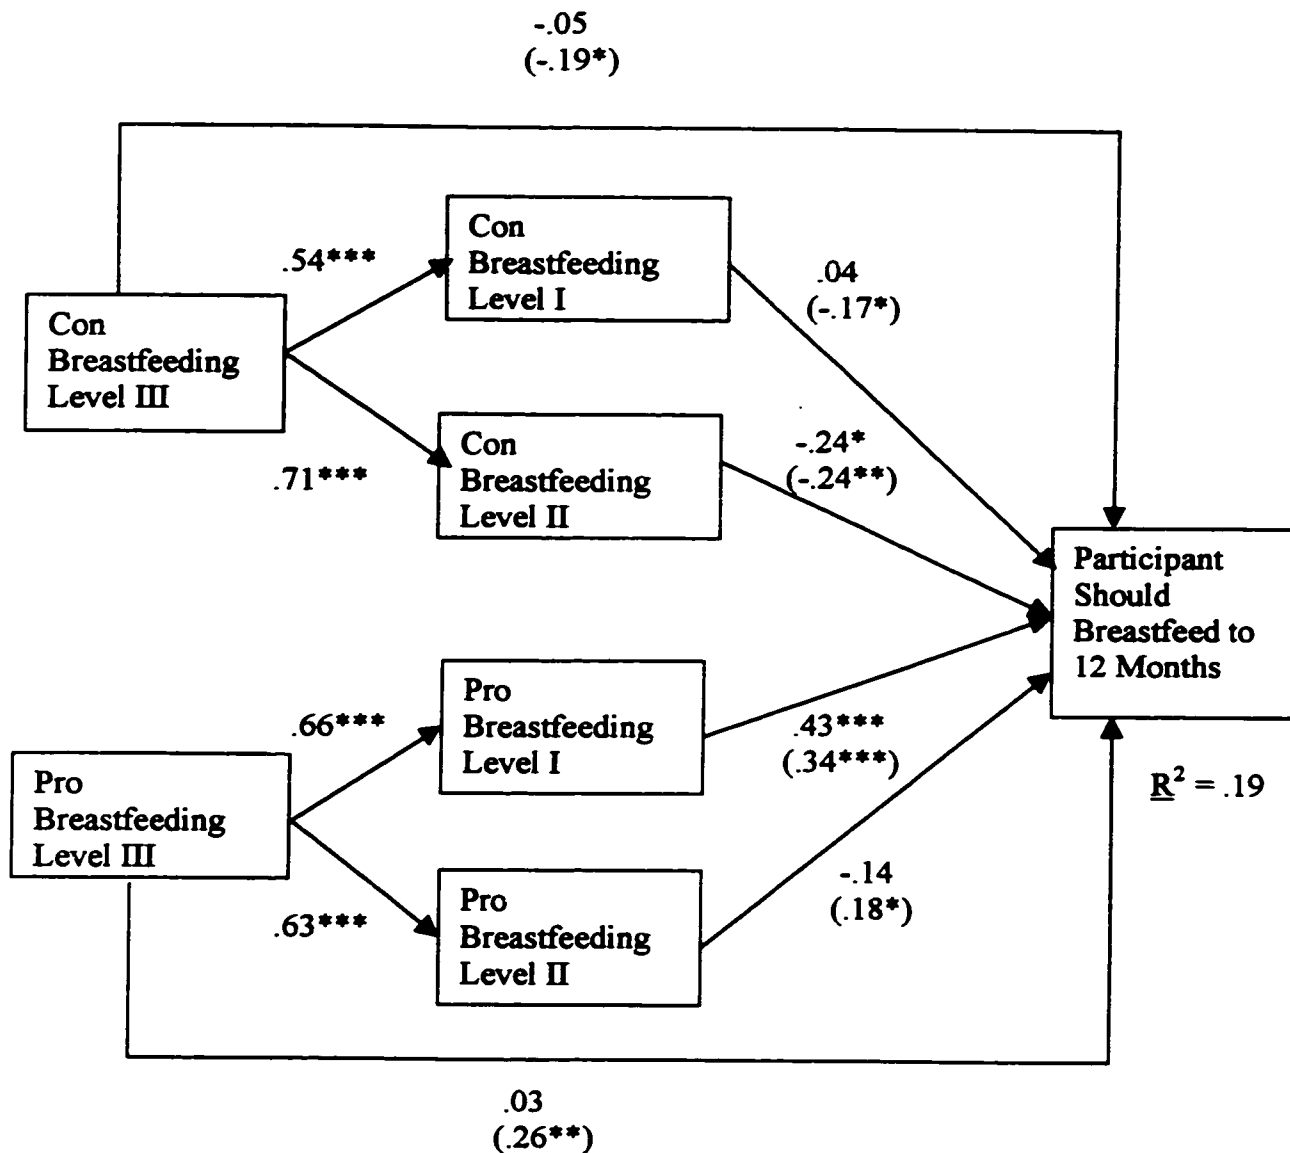 -.05
(-.19*)
Con
Breastfeeding
Level I
.54***
.04
(-.17*)
Con
Breastfeeding
Level III
Con
Breastfeeding
Level II
-.24*
(-.24**)
.71***
Participant
Should
Breastfeed to
12 Months
Pro
Breastfeeding
Level I
.66***
.43***
(.34***)
R² = .19
Pro
Breastfeeding
Level III
Pro
Breastfeeding
Level II
-.14
(.18*)
.63***
.03
(.26**)